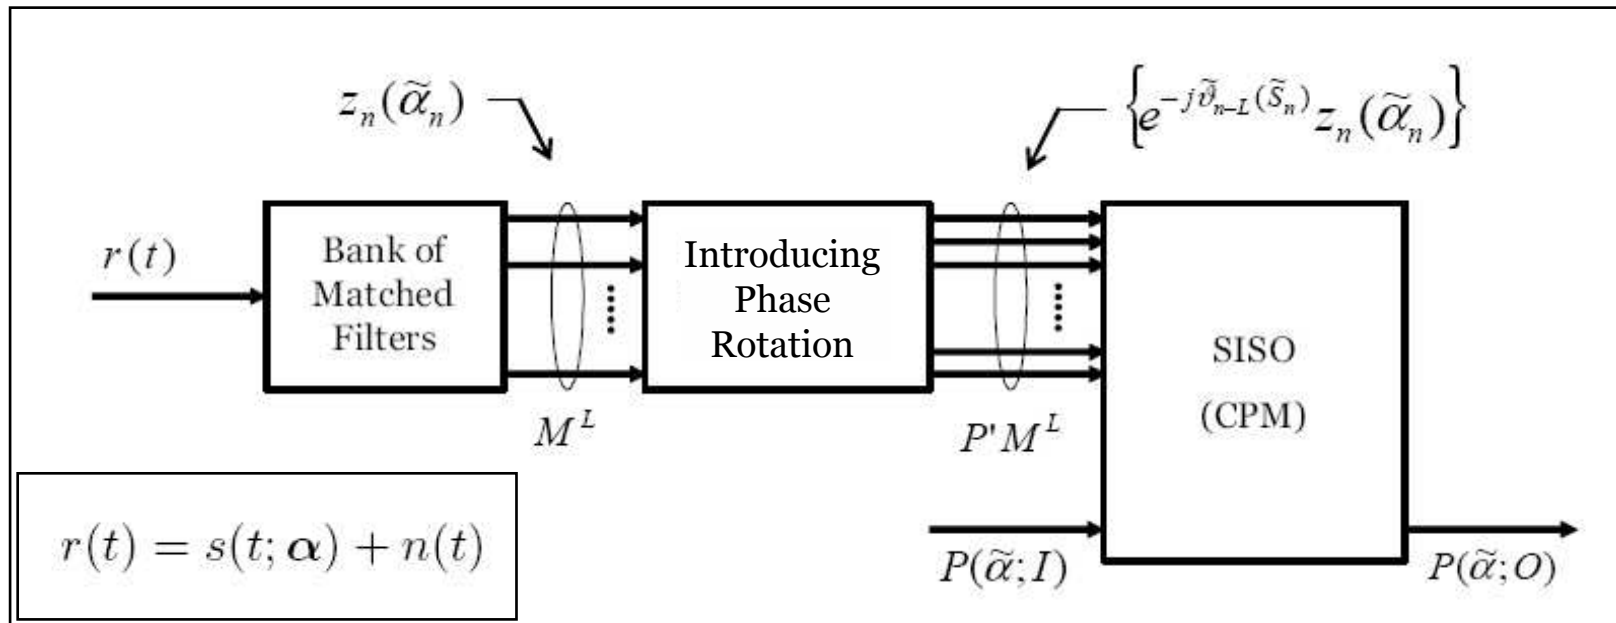 z_n(α̃_n)
{e^{-jϑ̃_{n-L}(S̃_n)} z_n(α̃_n)}
r(t)
Bank of
Matched
Filters
Introducing
Phase
Rotation
SISO
(CPM)
M^L
P'M^L
r(t) = s(t; α) + n(t)
P(α̃; I)
P(α̃; O)